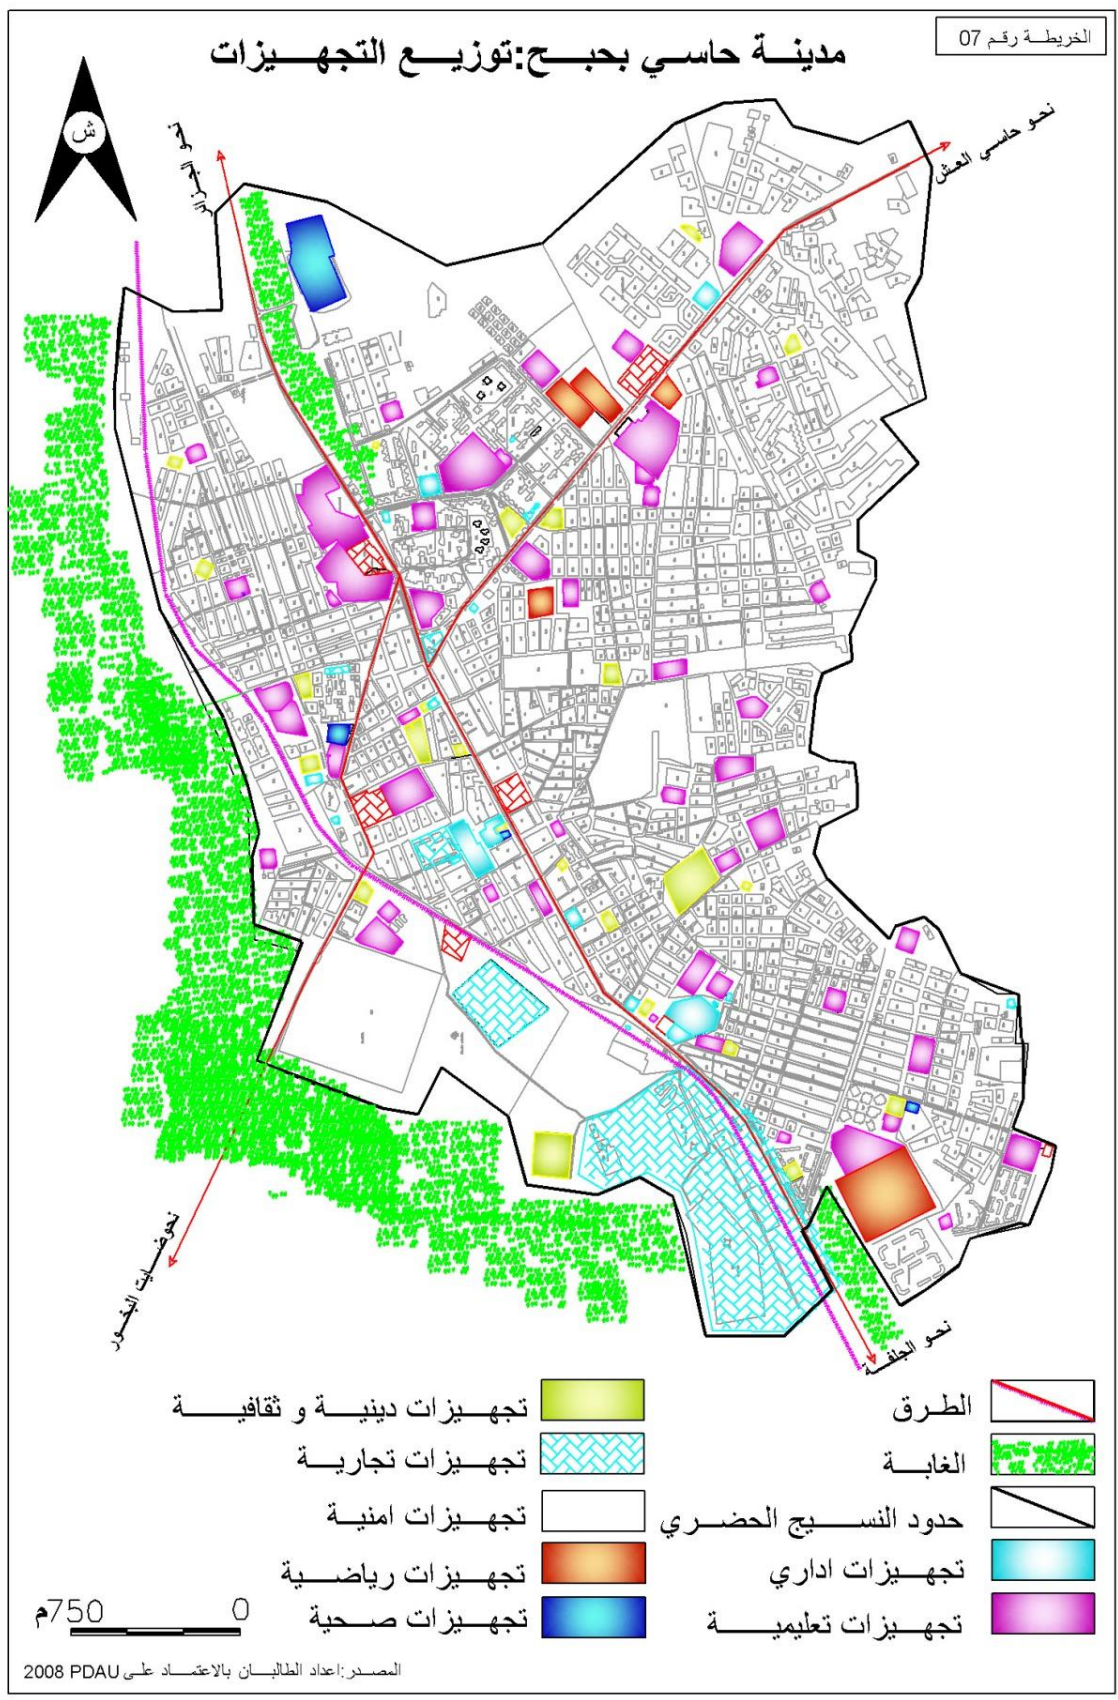 الخريطة رقم 07
مدينة حاسي بحبح:توزيع التجهيزات
نحو حاسي العش
نحو الجزائر
ش
نحوضايت البخور
نحو الجلفة
الطرق
تجهيزات دينية و ثقافية
الغابة
تجهيزات تجارية
حدود النسيج الحضري
تجهيزات امنية
تجهيزات اداري
تجهيزات رياضية
تجهيزات تعليمية
تجهيزات صحية
0
750م
المصدر:اعداد الطالبان بالاعتماد على PDAU 2008